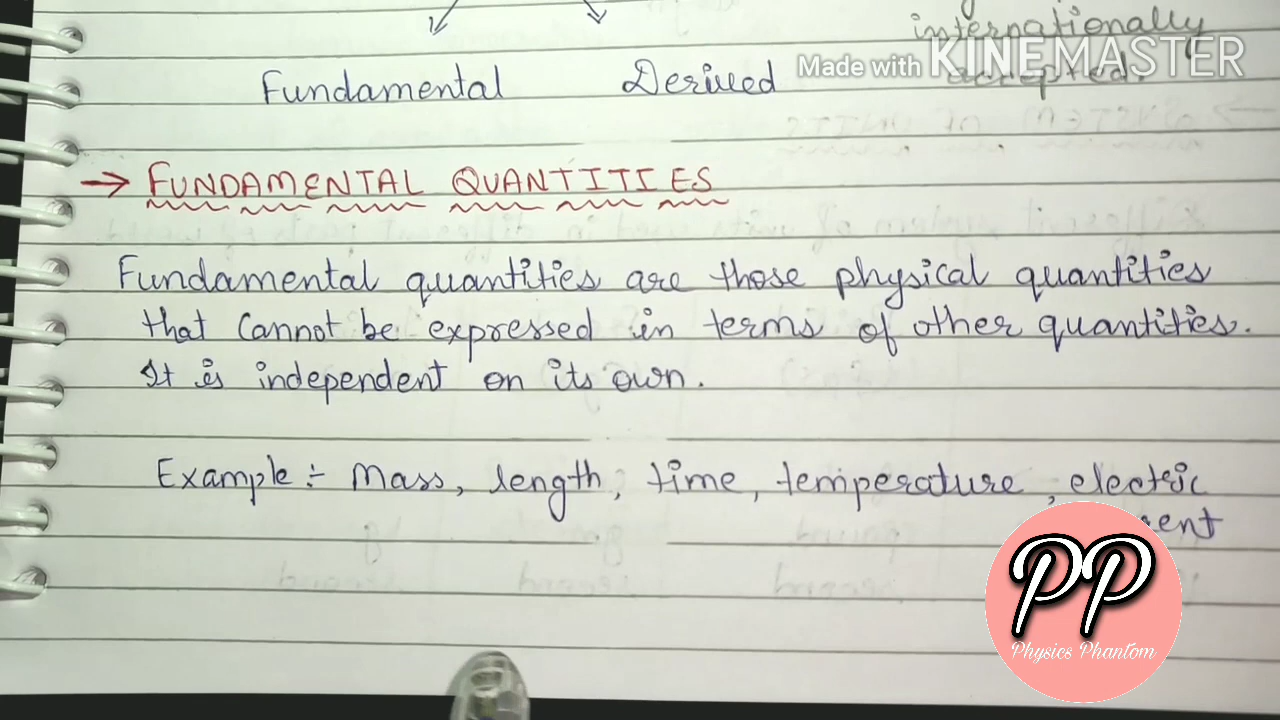 internationally
accepted.
Made with KINEMASTER
Fundamental Derived
→ FUNDAMENTAL QUANTITIES
Fundamental quantities are those physical quantities
that cannot be expressed in terms of other quantities.
It is independent on its own.
Example :- Mass, length, time, temperature, electric
PP
Physics Phantom